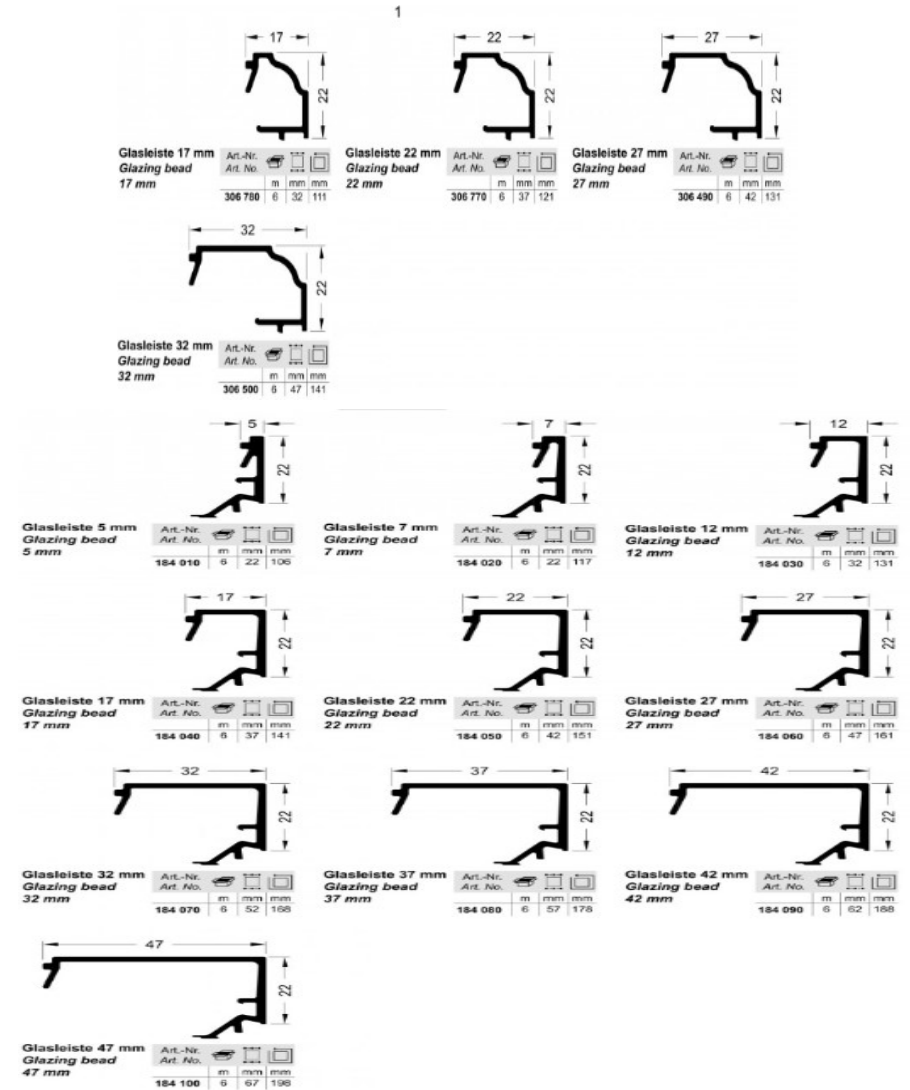 1
17
22
27
22
22
22
Glasleiste 17 mm
Glazing bead
17 mm
Art.-Nr.
Art. No.
m mm mm
306 780 6 32 111
Glasleiste 22 mm
Glazing bead
22 mm
Art.-Nr.
Art. No.
m mm mm
306 770 6 37 121
Glasleiste 27 mm
Glazing bead
27 mm
Art.-Nr.
Art. No.
m mm mm
306 490 6 42 131
32
22
Glasleiste 32 mm
Glazing bead
32 mm
Art.-Nr.
Art. No.
m mm mm
306 500 6 47 141
5
7
12
22
22
22
Glasleiste 5 mm
Glazing bead
5 mm
Art.-Nr.
Art. No.
m mm mm
184 010 6 22 106
Glasleiste 7 mm
Glazing bead
7 mm
Art.-Nr.
Art. No.
m mm mm
184 020 6 22 117
Glasleiste 12 mm
Glazing bead
12 mm
Art.-Nr.
Art. No.
m mm mm
184 030 6 32 131
17
22
27
22
22
22
Glasleiste 17 mm
Glazing bead
17 mm
Art.-Nr.
Art. No.
m mm mm
184 040 6 37 141
Glasleiste 22 mm
Glazing bead
22 mm
Art.-Nr.
Art. No.
m mm mm
184 050 6 42 151
Glasleiste 27 mm
Glazing bead
27 mm
Art.-Nr.
Art. No.
m mm mm
184 060 6 47 161
32
37
42
22
22
22
Glasleiste 32 mm
Glazing bead
32 mm
Art.-Nr.
Art. No.
m mm mm
184 070 6 52 168
Glasleiste 37 mm
Glazing bead
37 mm
Art.-Nr.
Art. No.
m mm mm
184 080 6 57 178
Glasleiste 42 mm
Glazing bead
42 mm
Art.-Nr.
Art. No.
m mm mm
184 090 6 62 188
47
22
Glasleiste 47 mm
Glazing bead
47 mm
Art.-Nr.
Art. No.
m mm mm
184 100 6 67 198